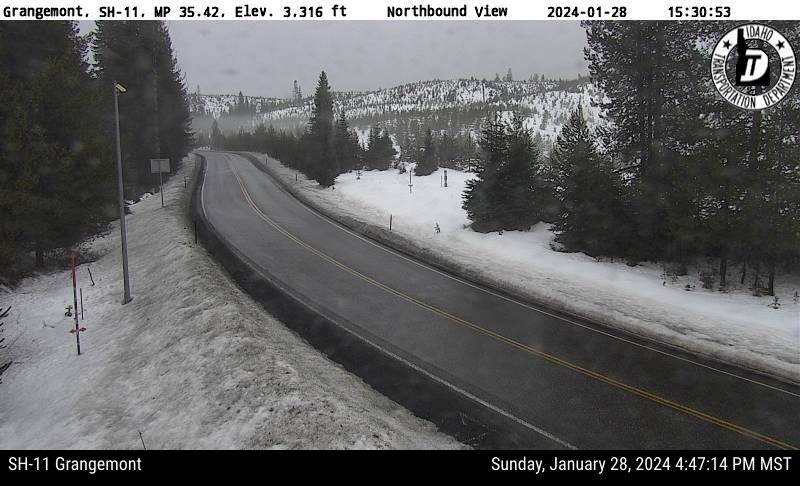 Grangemont, SH-11, MP 35.42, Elev. 3,316 ft Northbound View 2024-01-28 15:30:53
IDAHO
TRANSPORTATION DEPARTMENT
SH-11 Grangemont Sunday, January 28, 2024 4:47:14 PM MST